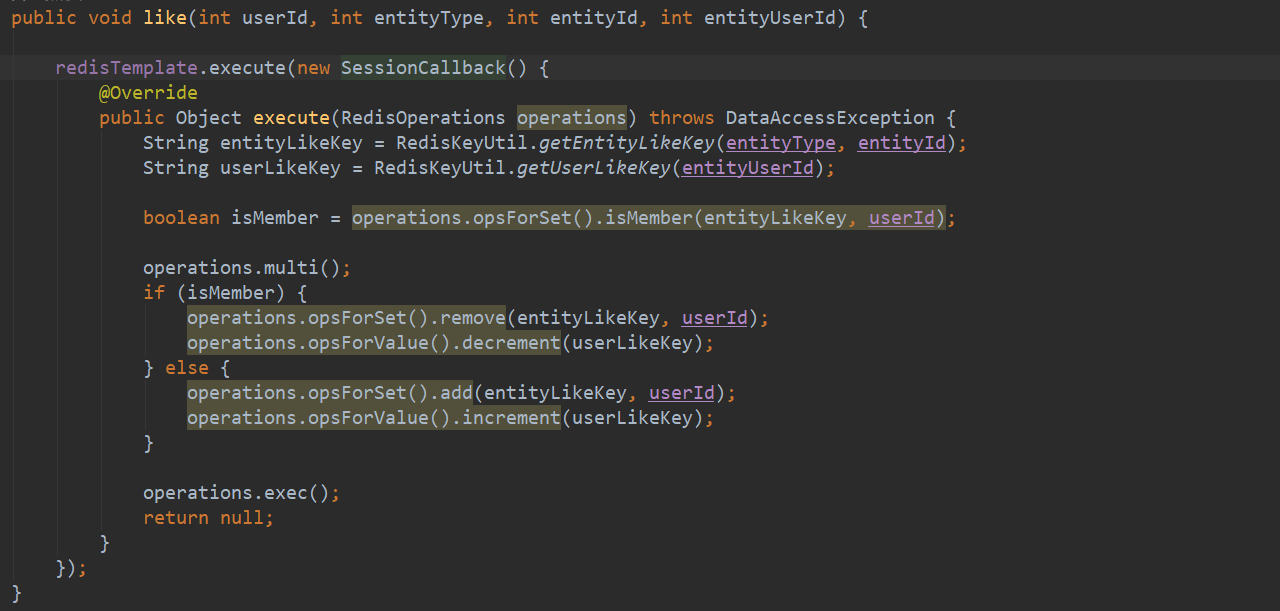 public void like(int userId, int entityType, int entityId, int entityUserId) {
redisTemplate.execute(new SessionCallback() {
@Override
public Object execute(RedisOperations operations) throws DataAccessException {
String entityLikeKey = RedisKeyUtil.getEntityLikeKey(entityType, entityId);
String userLikeKey = RedisKeyUtil.getUserLikeKey(entityUserId);
boolean isMember = operations.opsForSet().isMember(entityLikeKey, userId);
operations.multi();
if (isMember) {
operations.opsForSet().remove(entityLikeKey, userId);
operations.opsForValue().decrement(userLikeKey);
} else {
operations.opsForSet().add(entityLikeKey, userId);
operations.opsForValue().increment(userLikeKey);
}
operations.exec();
return null;
}
});
}